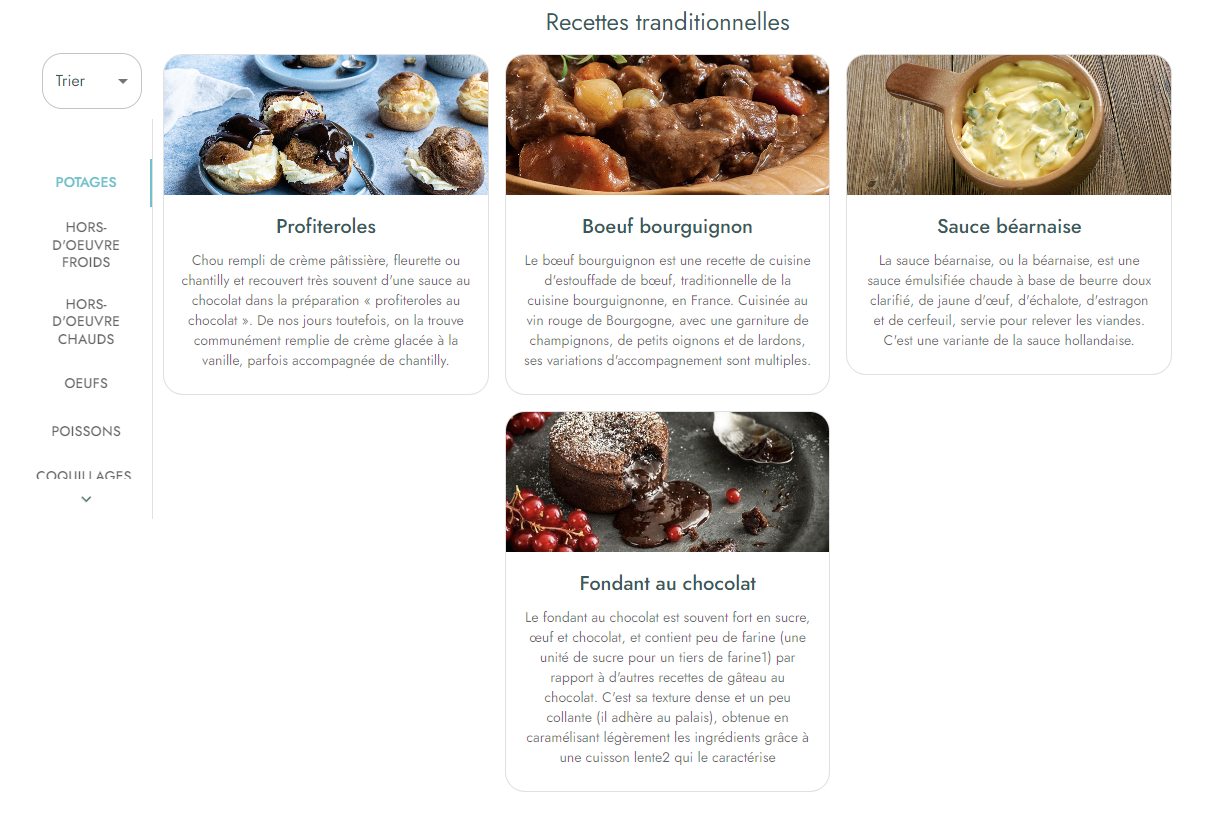 Recettes tranditionnelles
Trier
POTAGES
HORS-
D'OEUVRE
FROIDS
HORS-
D'OEUVRE
CHAUDS
OEUFS
POISSONS
COQUILLAGES
Profiteroles
Chou rempli de crème pâtissière, fleurette ou
chantilly et recouvert très souvent d'une sauce au
chocolat dans la préparation « profiteroles au
chocolat ». De nos jours toutefois, on la trouve
communément remplie de crème glacée à la
vanille, parfois accompagnée de chantilly.
Boeuf bourguignon
Le bœuf bourguignon est une recette de cuisine
d'estouffade de bœuf, traditionnelle de la
cuisine bourguignonne, en France. Cuisinée au
vin rouge de Bourgogne, avec une garniture de
champignons, de petits oignons et de lardons,
ses variations d'accompagnement sont multiples.
Sauce béarnaise
La sauce béarnaise, ou la béarnaise, est une
sauce émulsifiée chaude à base de beurre doux
clarifié, de jaune d'œuf, d'échalote, d'estragon
et de cerfeuil, servie pour relever les viandes.
C'est une variante de la sauce hollandaise.
Fondant au chocolat
Le fondant au chocolat est souvent fort en sucre,
œuf et chocolat, et contient peu de farine (une
unité de sucre pour un tiers de farine1) par
rapport à d'autres recettes de gâteau au
chocolat. C'est sa texture dense et un peu
collante (il adhère au palais), obtenue en
caramélisant légèrement les ingrédients grâce à
une cuisson lente2 qui le caractérise